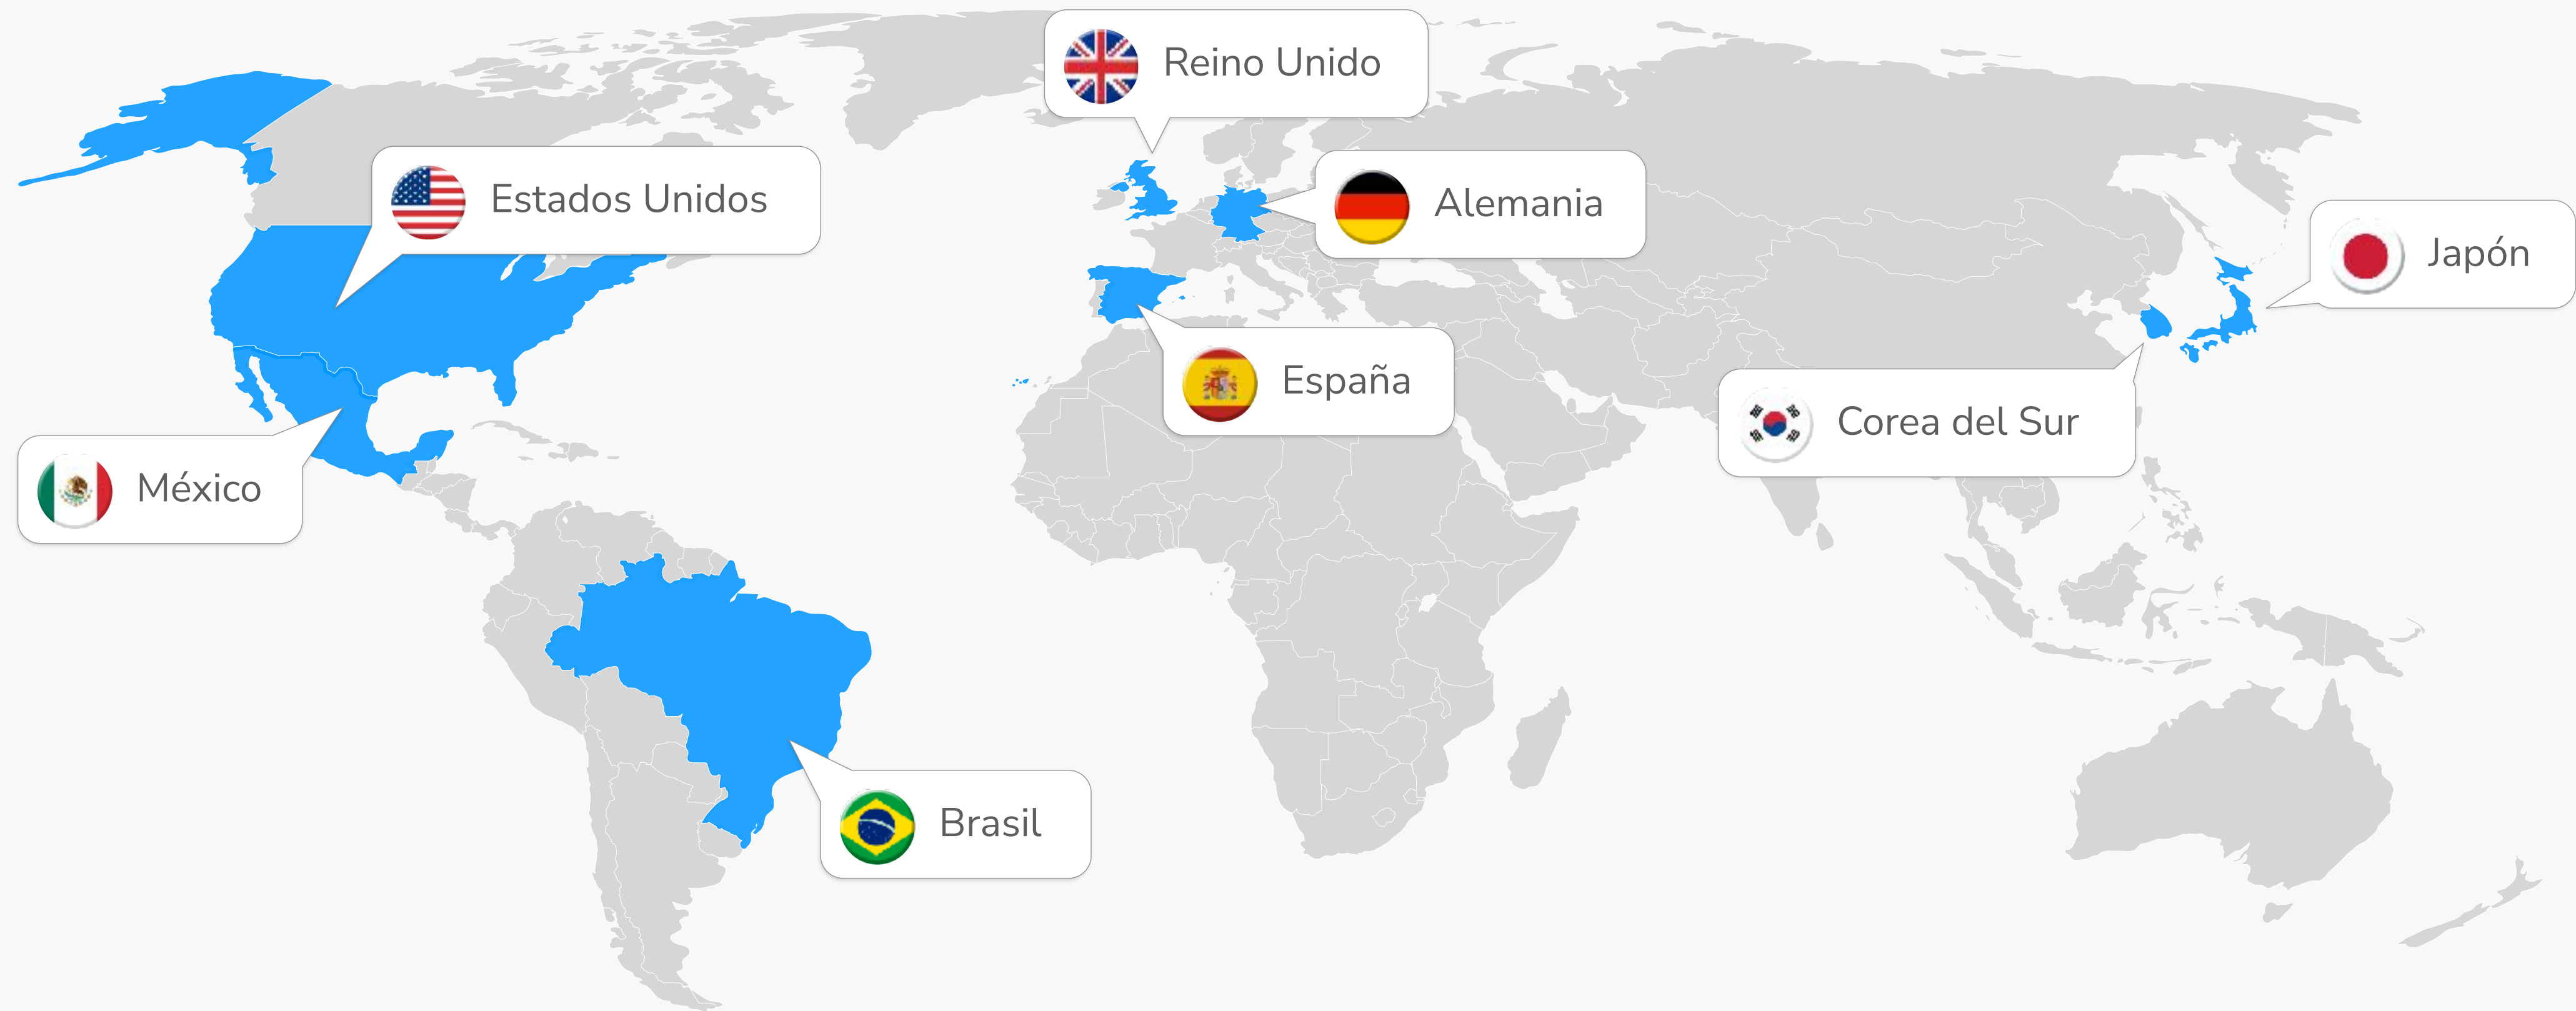 Reino Unido
Estados Unidos
Alemania
Japón
España
Corea del Sur
México
Brasil